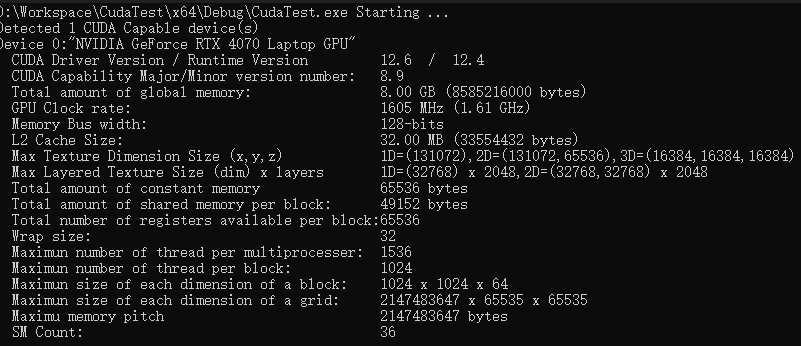 D:\Workspace\CudaTest\x64\Debug\CudaTest.exe Starting ...
Detected 1 CUDA Capable device(s)
Device 0:"NVIDIA GeForce RTX 4070 Laptop GPU"
CUDA Driver Version / Runtime Version 12.6 / 12.4
CUDA Capability Major/Minor version number: 8.9
Total amount of global memory: 8.00 GB (8585216000 bytes)
GPU Clock rate: 1605 MHz (1.61 GHz)
Memory Bus width: 128-bits
L2 Cache Size: 32.00 MB (33554432 bytes)
Max Texture Dimension Size (x,y,z) 1D=(131072),2D=(131072,65536),3D=(16384,16384,16384)
Max Layered Texture Size (dim) x layers 1D=(32768) x 2048,2D=(32768,32768) x 2048
Total amount of constant memory 65536 bytes
Total amount of shared memory per block: 49152 bytes
Total number of registers available per block:65536
Wrap size: 32
Maximun number of thread per multiprocesser: 1536
Maximun number of thread per block: 1024
Maximun size of each dimension of a block: 1024 x 1024 x 64
Maximun size of each dimension of a grid: 2147483647 x 65535 x 65535
Maximu memory pitch 2147483647 bytes
SM Count: 36